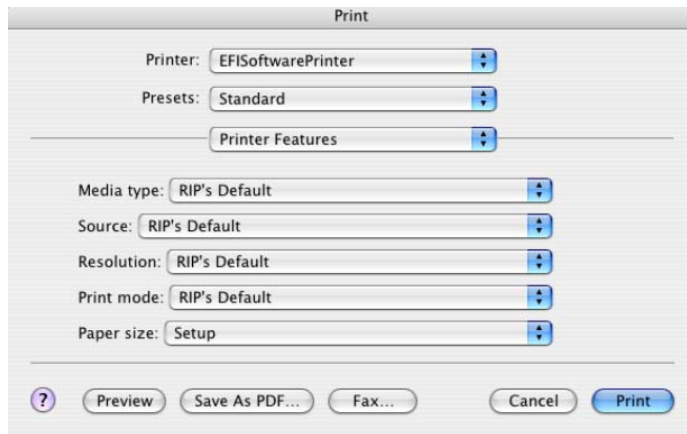 Print
Printer: EFISoftwarePrinter
Presets: Standard
Printer Features
Media type: RIP's Default
Source: RIP's Default
Resolution: RIP's Default
Print mode: RIP's Default
Paper size: Setup
? Preview Save As PDF... Fax... Cancel Print